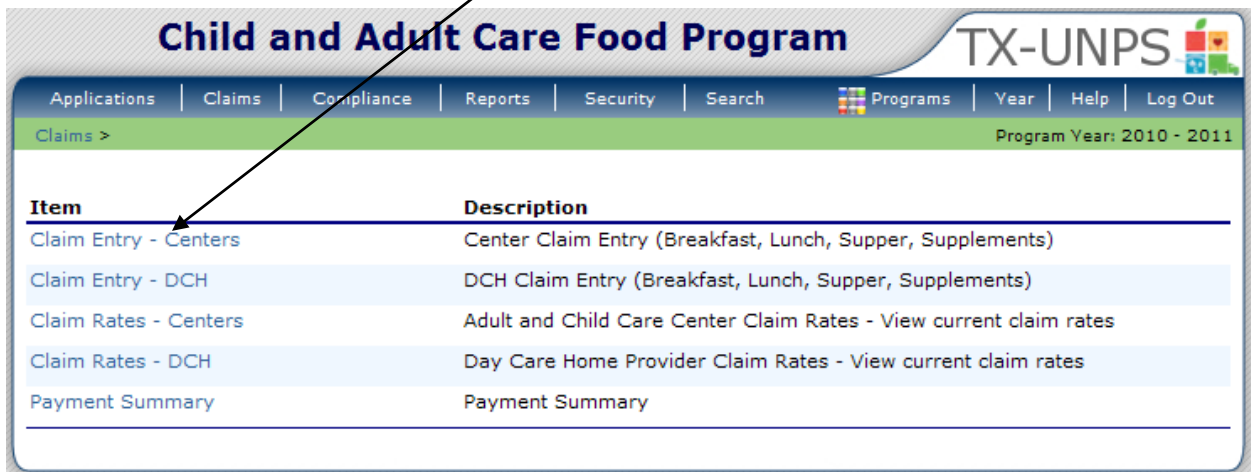 Child and Adult Care Food Program TX-UNPS
Applications | Claims | Compliance | Reports | Security | Search Programs | Year | Help | Log Out
Claims > Program Year: 2010 - 2011
Item Description
Claim Entry - Centers Center Claim Entry (Breakfast, Lunch, Supper, Supplements)
Claim Entry - DCH DCH Claim Entry (Breakfast, Lunch, Supper, Supplements)
Claim Rates - Centers Adult and Child Care Center Claim Rates - View current claim rates
Claim Rates - DCH Day Care Home Provider Claim Rates - View current claim rates
Payment Summary Payment Summary